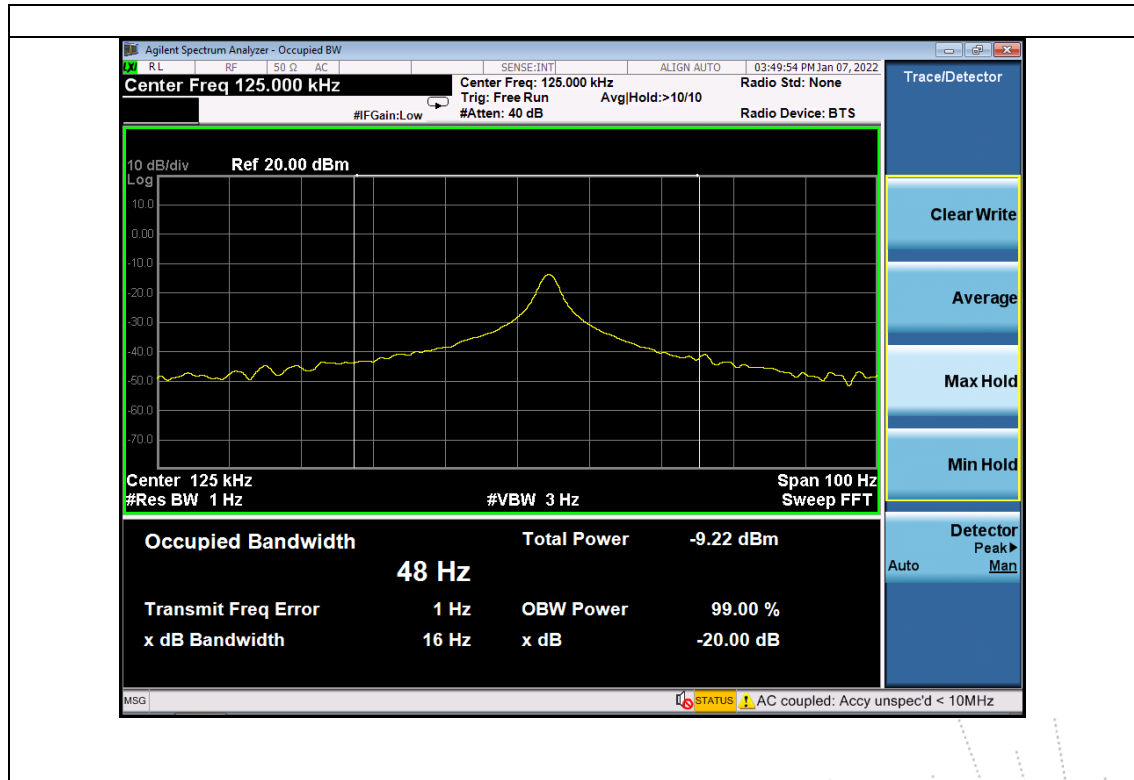 Agilent Spectrum Analyzer - Occupied BW
LXI RL RF 50 Ω AC SENSE:INT ALIGN AUTO 03:49:54 PM Jan 07, 2022
Center Freq 125.000 kHz
Center Freq: 125.000 kHz Radio Std: None
Trig: Free Run Avg|Hold:>10/10
#IFGain:Low #Atten: 40 dB Radio Device: BTS
Trace/Detector
10 dB/div Ref 20.00 dBm
Log
10.0
0.00
-10.0
-20.0
-30.0
-40.0
-50.0
-60.0
-70.0
Center 125 kHz Span 100 Hz
#Res BW 1 Hz #VBW 3 Hz Sweep FFT
Clear Write
Average
Max Hold
Min Hold
Detector
Peak▶
Auto Man
Occupied Bandwidth Total Power -9.22 dBm
48 Hz
Transmit Freq Error 1 Hz OBW Power 99.00 %
x dB Bandwidth 16 Hz x dB -20.00 dB
MSG STATUS AC coupled: Accy unspec'd < 10MHz